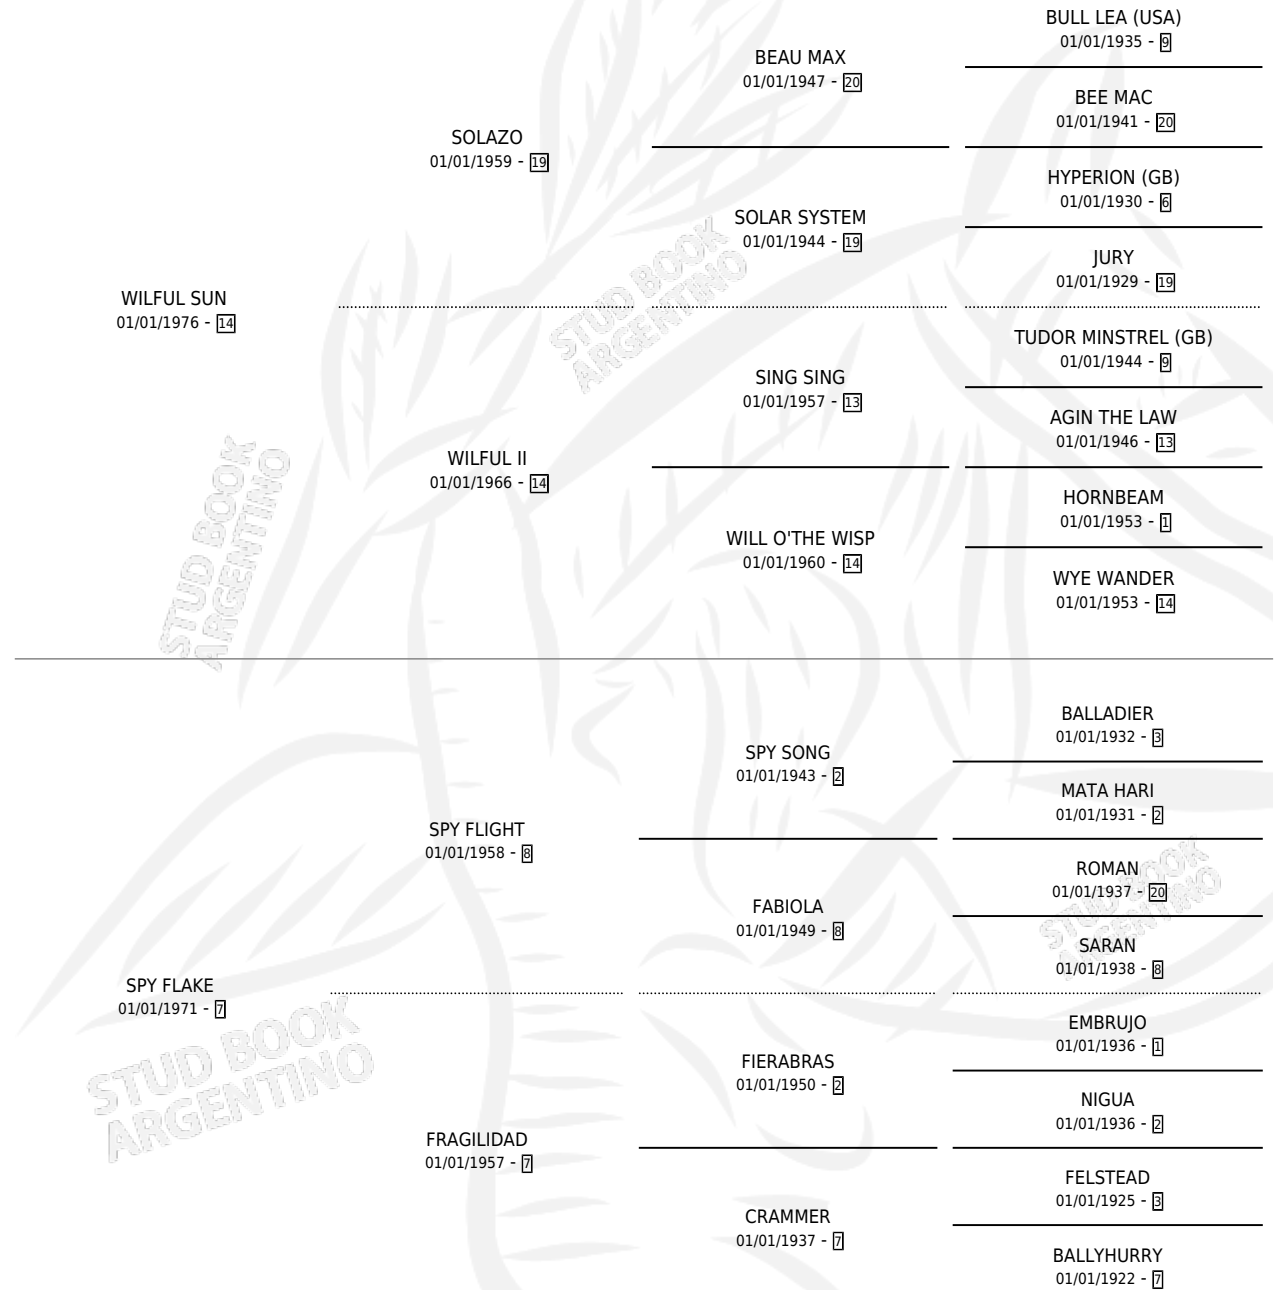 BULL LEA (USA)
01/01/1935 - 9
BEAU MAX
01/01/1947 - 20
BEE MAC
01/01/1941 - 20
SOLAZO
01/01/1959 - 19
HYPERION (GB)
01/01/1930 - 6
SOLAR SYSTEM
01/01/1944 - 19
JURY
01/01/1929 - 19
WILFUL SUN
01/01/1976 - 14
STUD BOOK
ARGENTINO
TUDOR MINSTREL (GB)
01/01/1944 - 9
SING SING
01/01/1957 - 13
AGIN THE LAW
01/01/1946 - 13
WILFUL II
01/01/1966 - 14
HORNBEAM
01/01/1953 - 1
WILL O'THE WISP
01/01/1960 - 14
WYE WANDER
01/01/1953 - 14
STUD BOOK
ARGENTINO
BALLADIER
01/01/1932 - 3
SPY SONG
01/01/1943 - 2
MATA HARI
01/01/1931 - 2
SPY FLIGHT
01/01/1958 - 8
ROMAN
01/01/1937 - 20
FABIOLA
01/01/1949 - 8
SARAN
01/01/1938 - 8
STUD BOOK
ARGENTINO
SPY FLAKE
01/01/1971 - 7
EMBRUJO
01/01/1936 - 1
FIERABRAS
01/01/1950 - 2
NIGUA
01/01/1936 - 2
STUD BOOK
ARGENTINO
FRAGILIDAD
01/01/1957 - 7
FELSTEAD
01/01/1925 - 3
CRAMMER
01/01/1937 - 7
BALLYHURRY
01/01/1922 - 7